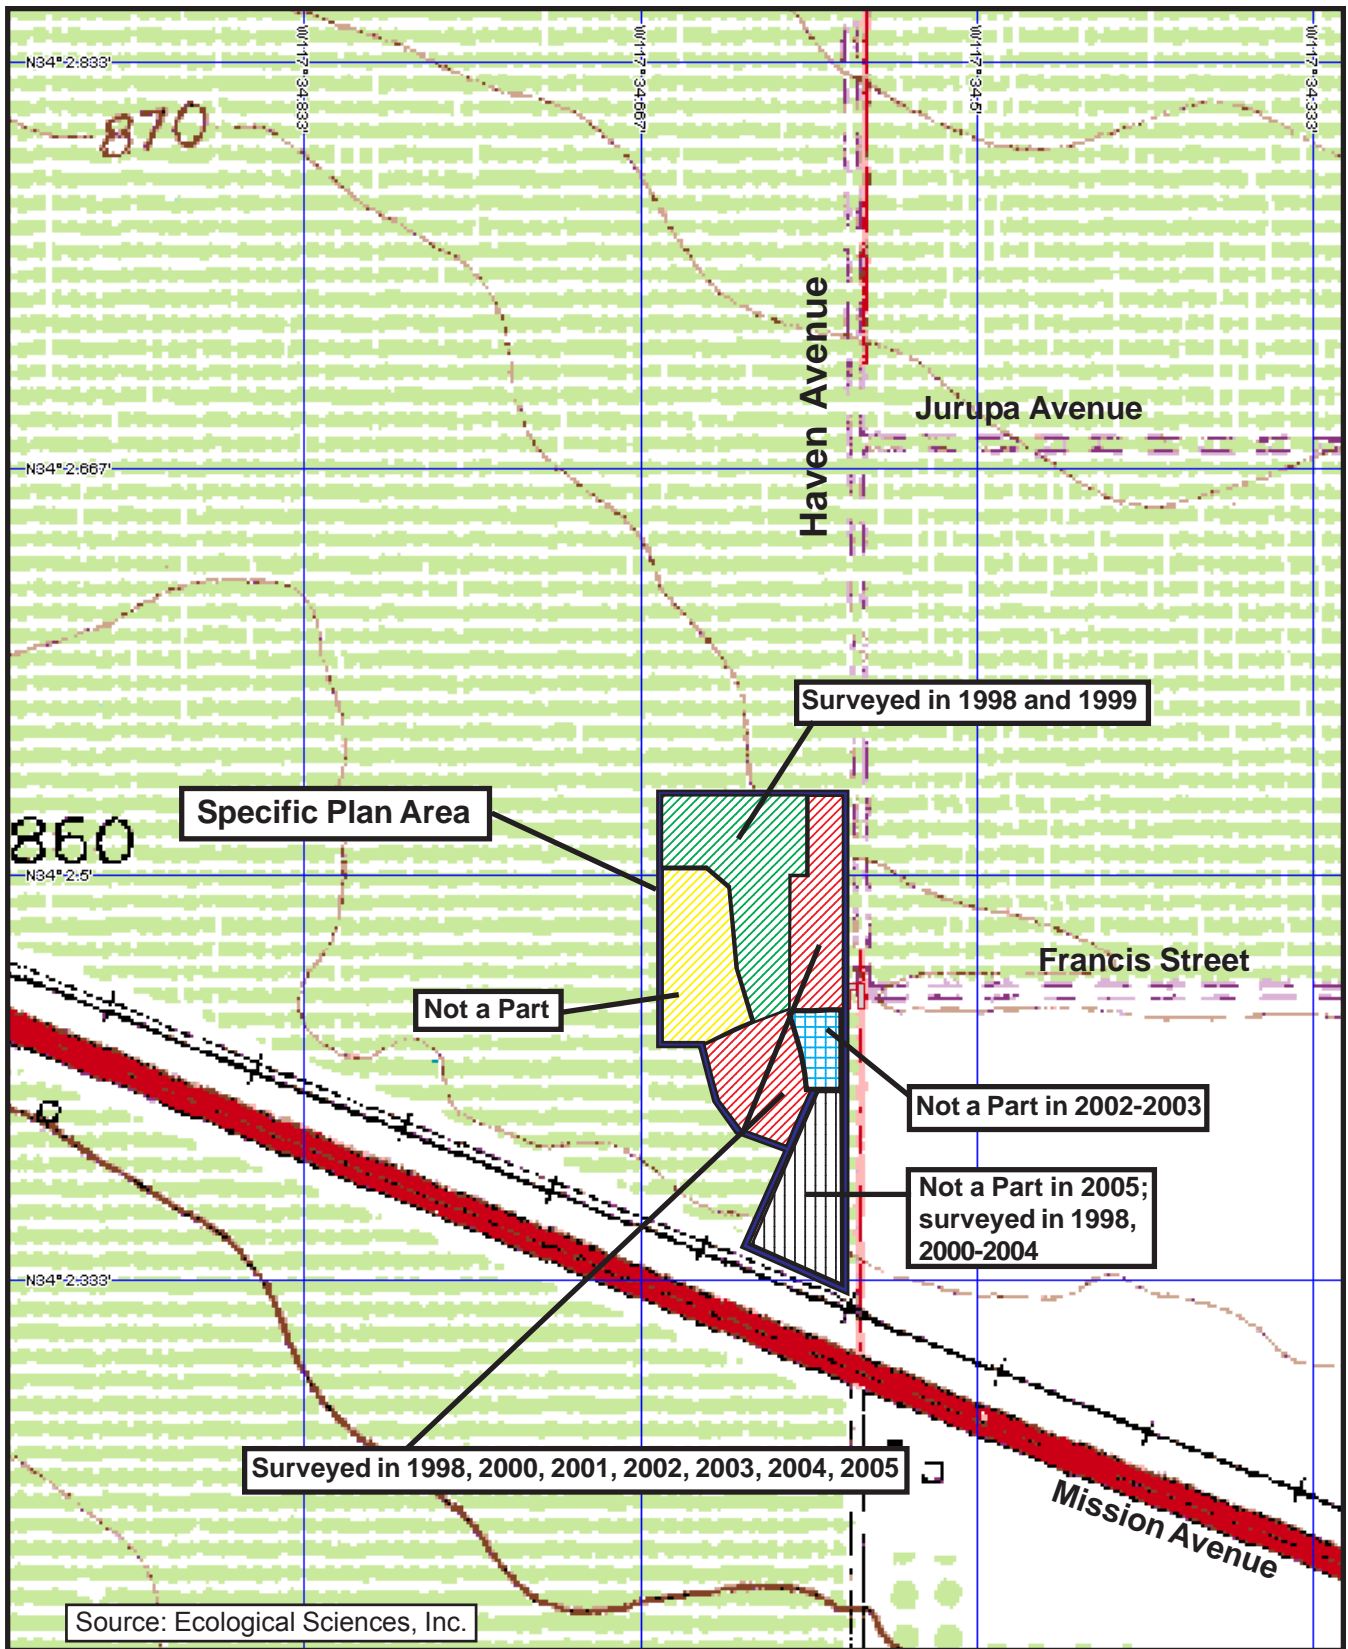 W117°34.833'
W117°34.667'
W117°34.5'
W117°34.333'
N34°2.833'
870
Haven Avenue
Jurupa Avenue
N34°2.667'
Surveyed in 1998 and 1999
Specific Plan Area
860
N34°2.5'
Francis Street
Not a Part
Not a Part in 2002-2003
Not a Part in 2005;
surveyed in 1998,
2000-2004
N34°2.333'
Surveyed in 1998, 2000, 2001, 2002, 2003, 2004, 2005
Mission Avenue
Source: Ecological Sciences, Inc.